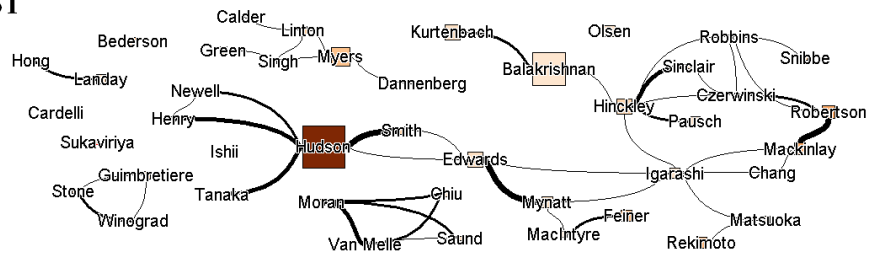 Calder
Linton
Green
Singh
Myers
Dannenberg
Bederson
Hong
Landay
Cardelli
Sukaviriya
Ishii
Newell
Henry
Tanaka
Hudson
Smith
Edwards
Guimbretiere
Stone
Winograd
Moran
Chiu
Van Melle
Saund
Kurtenbach
Balakrishnan
Olsen
Robbins
Snibbe
Sinclair
Hinckley
Czerwinski
Pausch
Robertson
Mackinlay
Igarashi
Chang
Mynatt
MacIntyre
Feiner
Matsuoka
Rekimoto